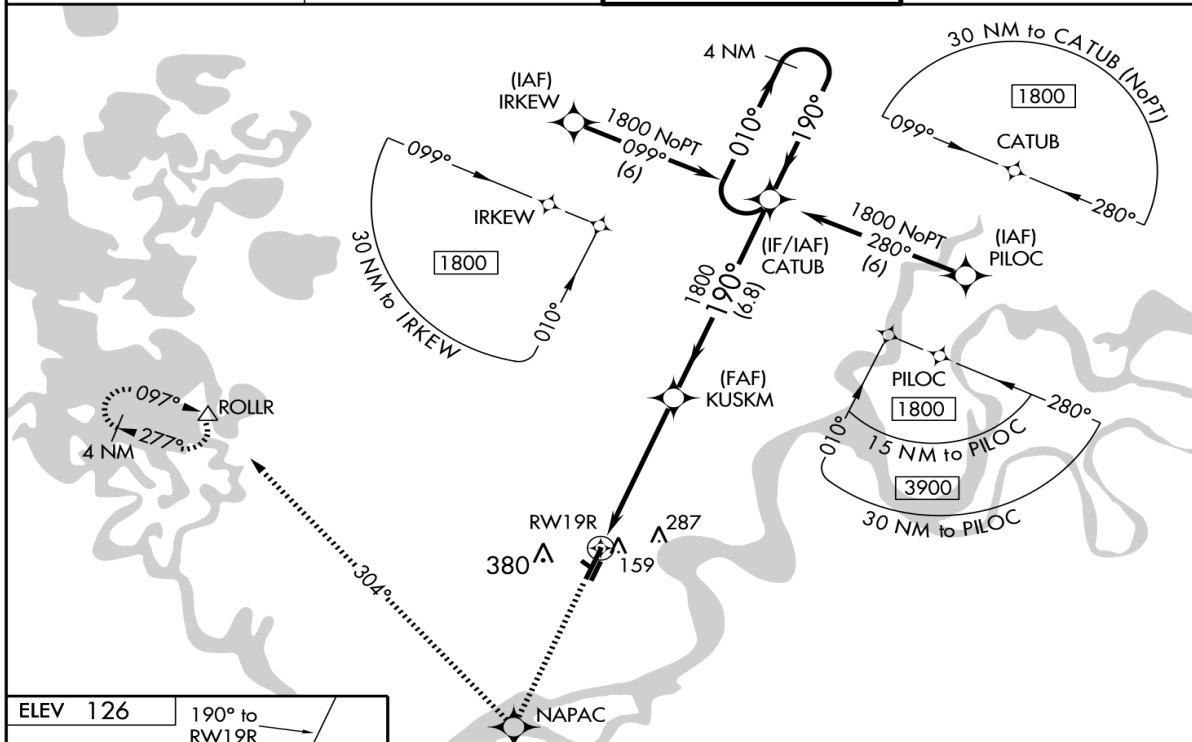 4 NM
010°
190°
(IAF)
IRKEW
1800 NoPT
099°
(6)
30 NM to CATUB (NoPT)
1800
099°
CATUB
280°
099°
IRKEW
1800
010°
30 NM to IRKEW
(IF/IAF)
CATUB
1800 NoPT
280°
(6)
(IAF)
PILOC
1800
190°
(6.8)
(FAF)
KUSKM
PILOC
1800
280°
010°
15 NM to PILOC
3900
30 NM to PILOC
097°
ROLLR
277°
4 NM
RW19R
287
380
159
304°
NAPAC
ELEV 126
190° to
RW19R